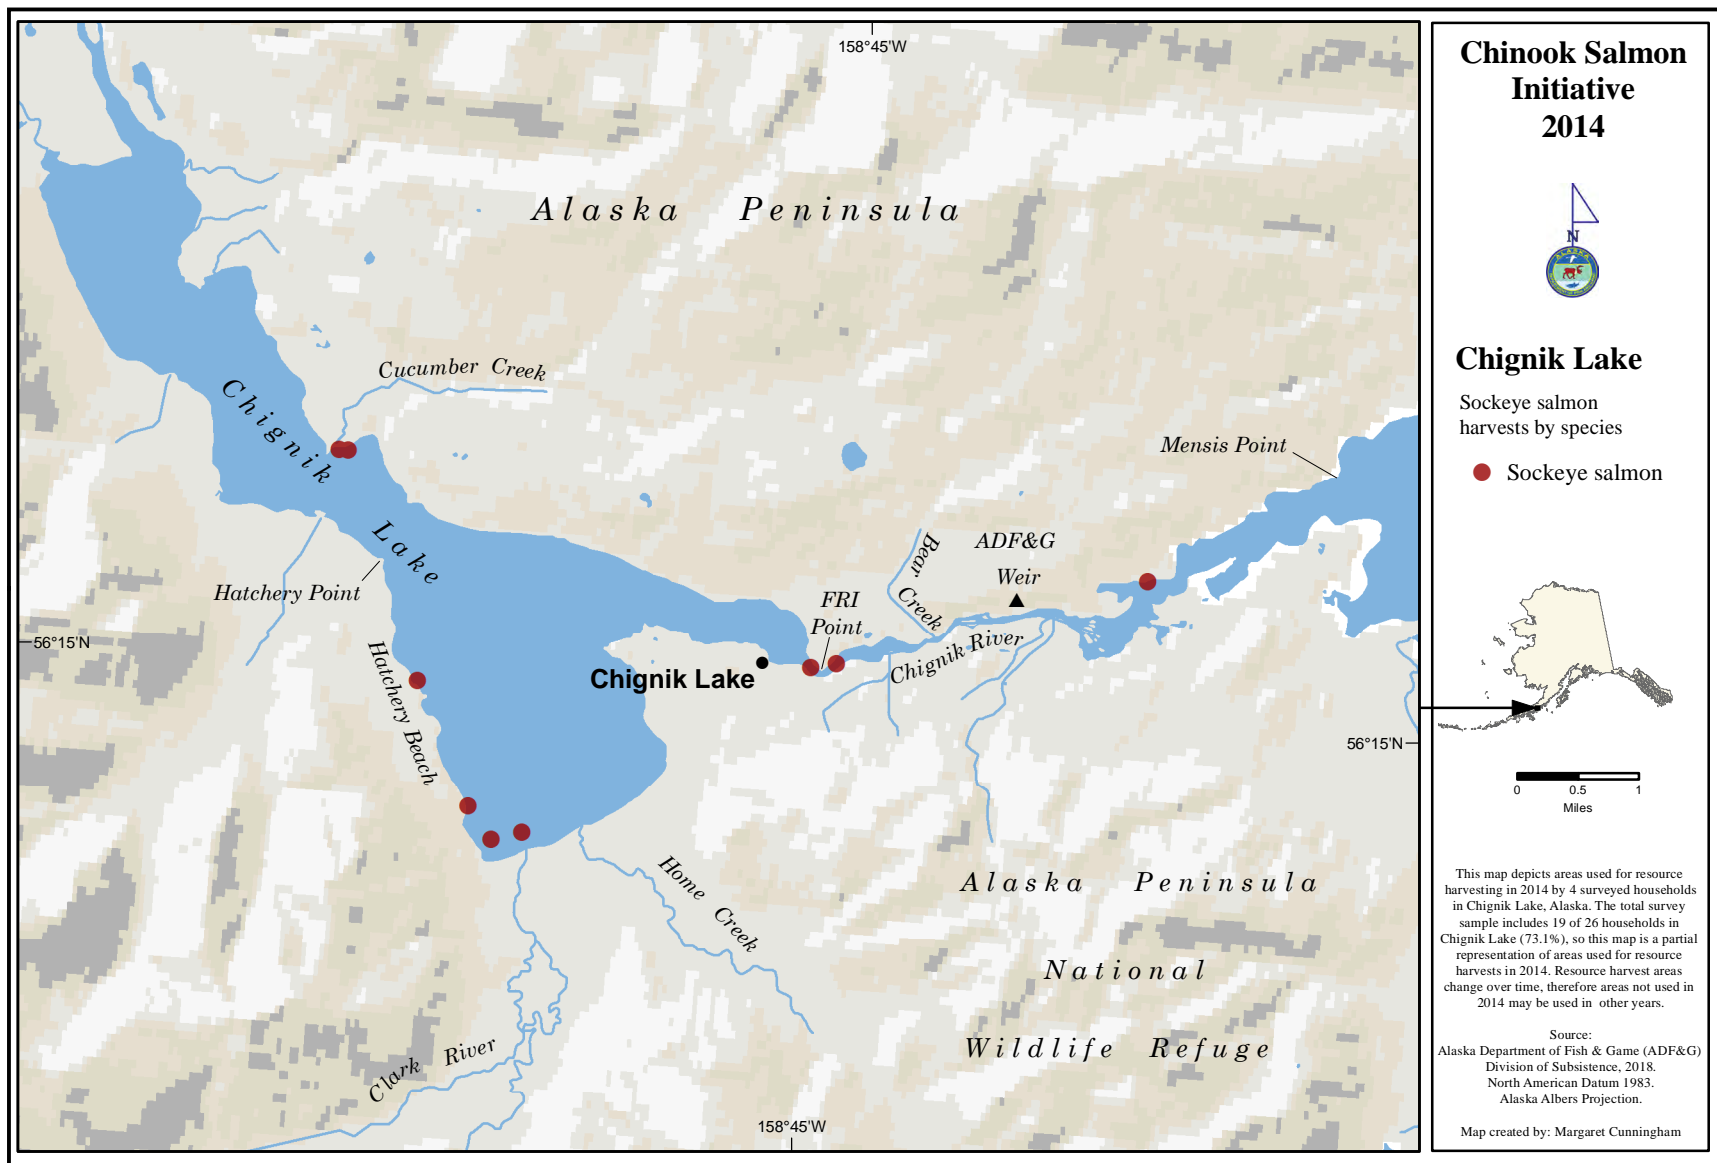 158°45'W
Alaska Peninsula
Cucumber Creek
Chignik
Lake
Mensis Point
Hatchery Point
Bear
Creek
ADF&G
Weir
FRI
Point
56°15'N
Chignik River
Chignik Lake
Hatchery Beach
56°15'N
Home Creek
Alaska Peninsula
National
Wildlife Refuge
Clark River
158°45'W
Chinook Salmon
Initiative
2014
N
ALASKA
Chignik Lake
Sockeye salmon
harvests by species
Sockeye salmon
0 0.5 1
Miles
This map depicts areas used for resource
harvesting in 2014 by 4 surveyed households
in Chignik Lake, Alaska. The total survey
sample includes 19 of 26 households in
Chignik Lake (73.1%), so this map is a partial
representation of areas used for resource
harvests in 2014. Resource harvest areas
change over time, therefore areas not used in
2014 may be used in other years.
Source:
Alaska Department of Fish & Game (ADF&G)
Division of Subsistence, 2018.
North American Datum 1983.
Alaska Albers Projection.
Map created by: Margaret Cunningham